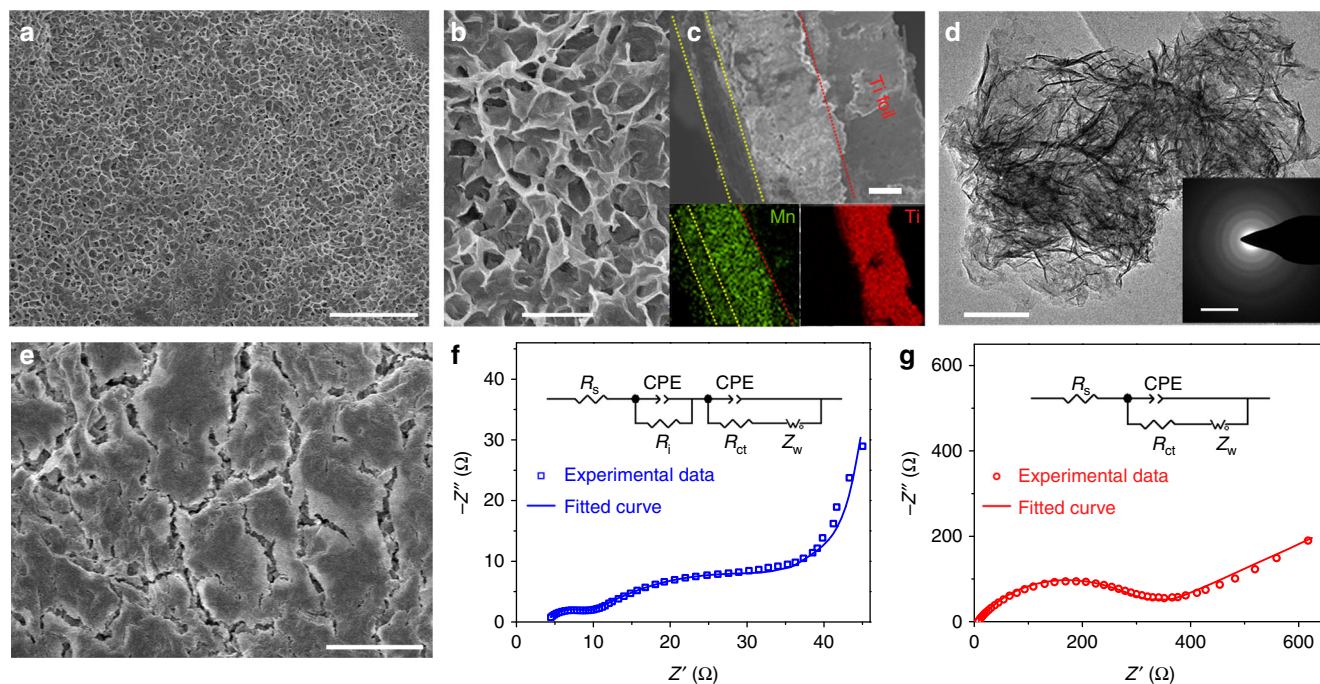 a
b
c
Ti foil
Mn
Ti
d
e
f
40
30
20
10
0
−Z″ (Ω)
0 10 20 30 40
Z′ (Ω)
R_s CPE CPE
R_i R_ct Z_w
Experimental data
Fitted curve
g
600
400
200
0
−Z″ (Ω)
0 200 400 600
Z′ (Ω)
R_s CPE
R_ct Z_w
Experimental data
Fitted curve